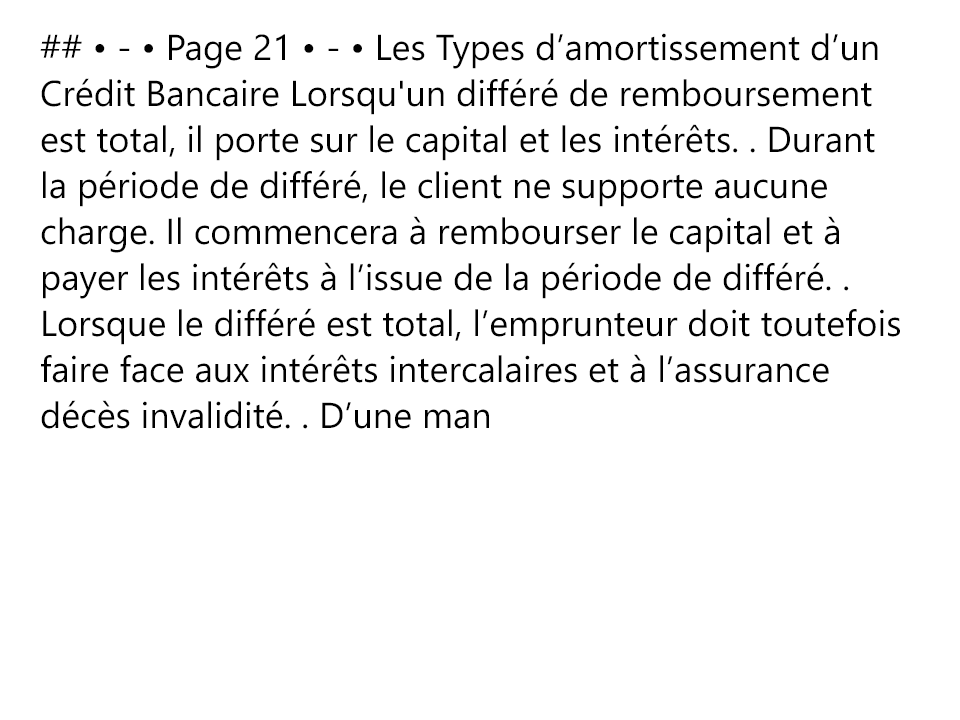 ## • - • Page 21 • - • Les Types d’amortissement d’un
Crédit Bancaire Lorsqu'un différé de remboursement
est total, il porte sur le capital et les intérêts. . Durant
la période de différé, le client ne supporte aucune
charge. Il commencera à rembourser le capital et à
payer les intérêts à l’issue de la période de différé. .
Lorsque le différé est total, l’emprunteur doit toutefois
faire face aux intérêts intercalaires et à l’assurance
décès invalidité. . D’une man